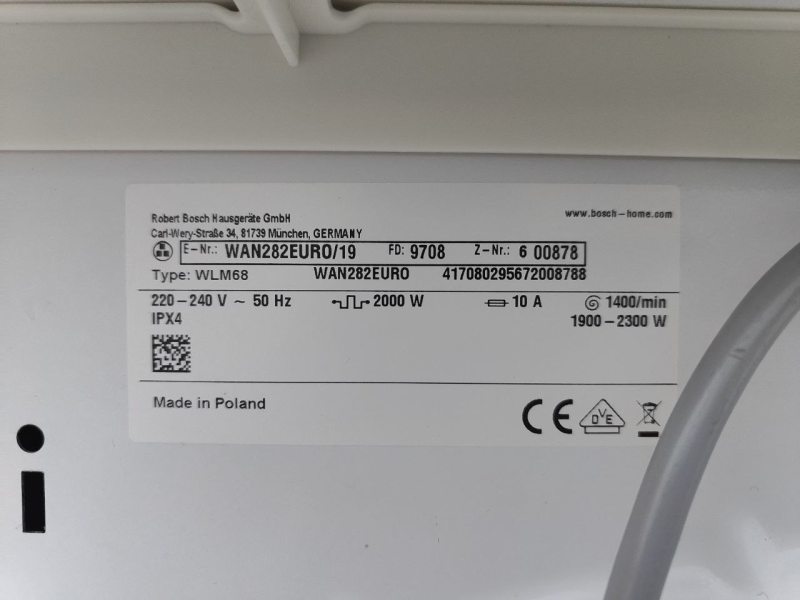 Robert Bosch Hausgeräte GmbH
www.bosch-home.com
Carl-Wery-Straße 34, 81739 München, GERMANY
E-Nr.: WAN282EURO/19 FD: 9708 Z-Nr.: 6 00878
Type: WLM68 WAN282EURO 417080295672008788
220-240 V ~ 50 Hz 2000 W 10 A 1400/min
IPX4 1900-2300 W
Made in Poland
CE DVE